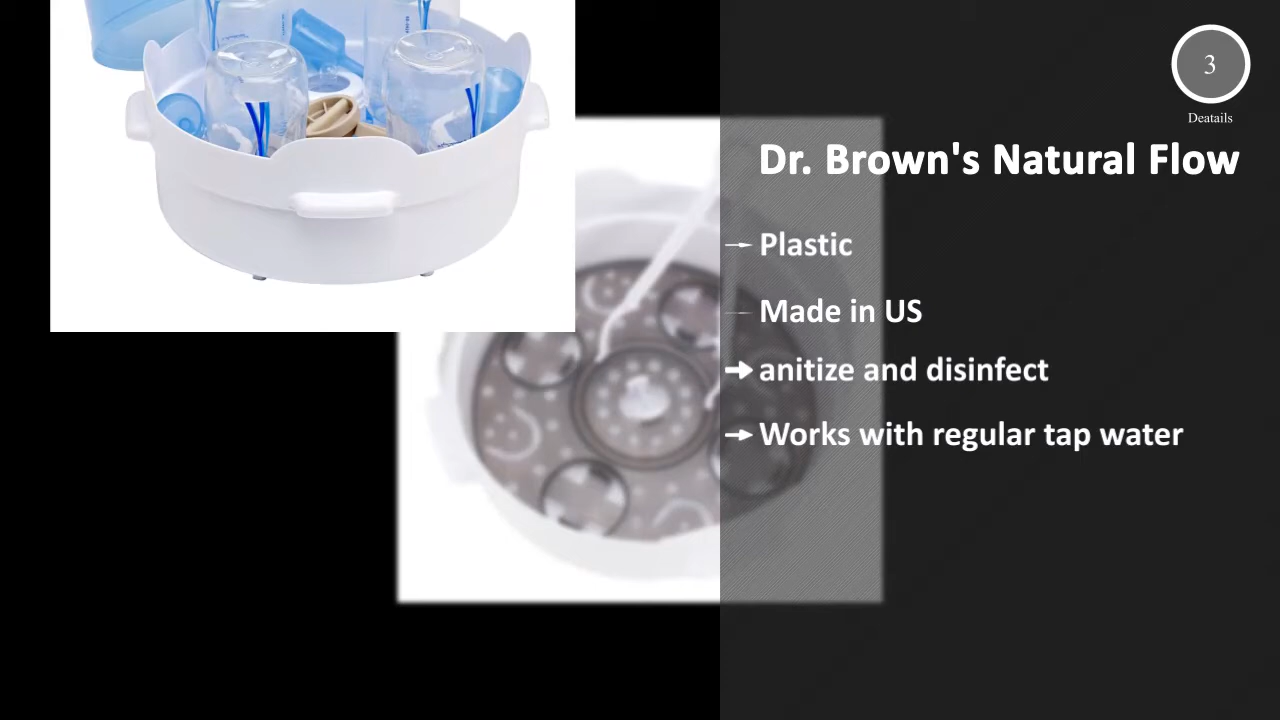 3
Deatails
Dr. Brown's Natural Flow
Plastic
Made in US
anitize and disinfect
Works with regular tap water